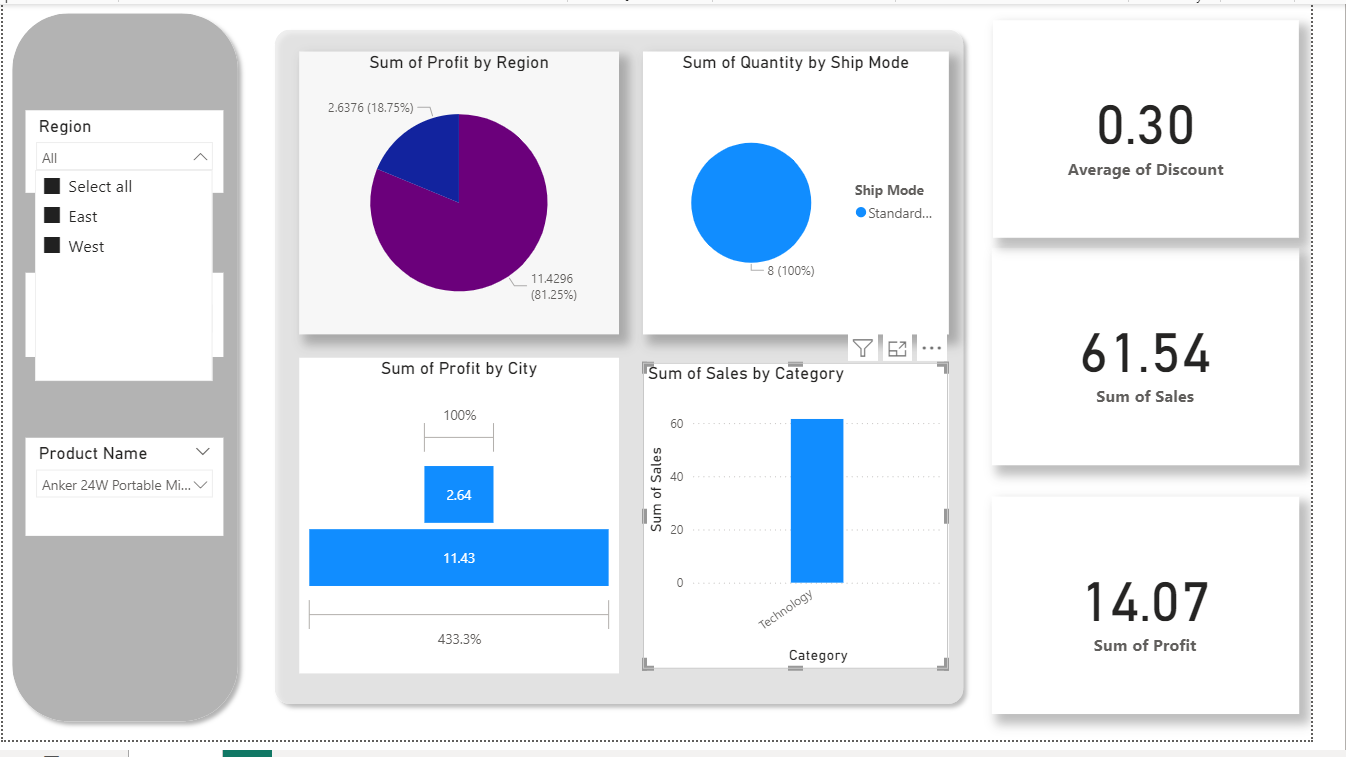 Region
All
Select all
East
West
Product Name
Anker 24W Portable Mi...
Sum of Profit by Region
2.6376 (18.75%)
11.4296
(81.25%)
Sum of Quantity by Ship Mode
Ship Mode
Standard...
8 (100%)
Sum of Profit by City
100%
2.64
11.43
433.3%
Sum of Sales by Category
Sum of Sales
60
40
20
0
Technology
Category
0.30
Average of Discount
61.54
Sum of Sales
14.07
Sum of Profit